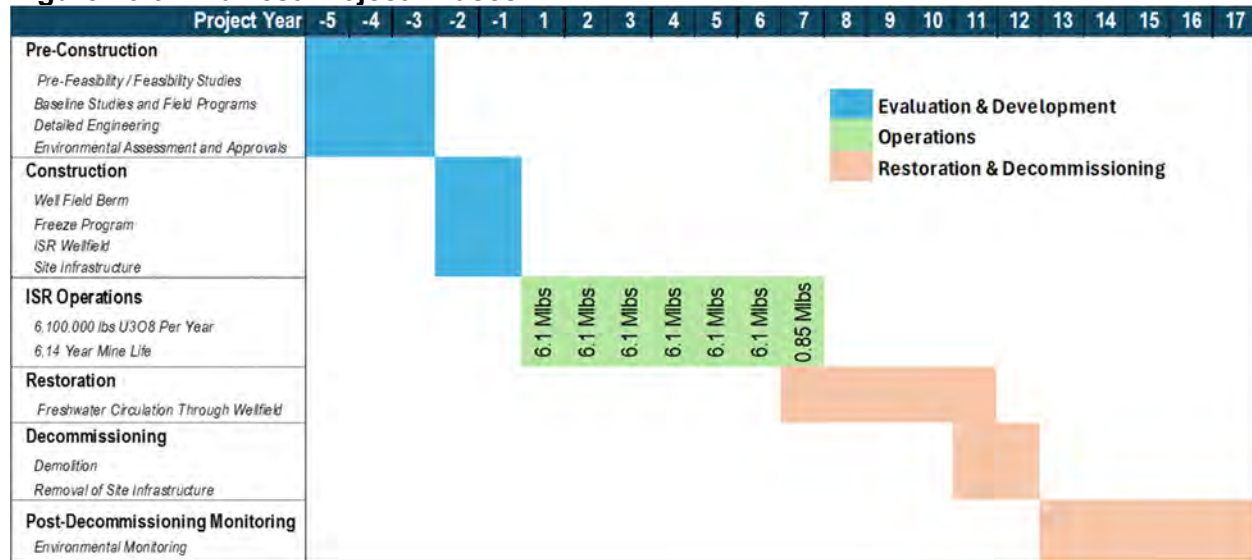 Project Year -5 -4 -3 -2 -1 1 2 3 4 5 6 7 8 9 10 11 12 13 14 15 16 17
Pre-Construction
Pre-Feasibility / Feasibility Studies
Baseline Studies and Field Programs
Detailed Engineering
Environmental Assessment and Approvals
Evaluation & Development
Operations
Restoration & Decommissioning
Construction
Well Field Berm
Freeze Program
ISR Wellfield
Site Infrastructure
ISR Operations
6,100,000 lbs U3O8 Per Year
6.14 Year Mine Life
6.1 Mlbs
6.1 Mlbs
6.1 Mlbs
6.1 Mlbs
6.1 Mlbs
6.1 Mlbs
0.85 Mlbs
Restoration
Freshwater Circulation Through Wellfield
Decommissioning
Demolition
Removal of Site Infrastructure
Post-Decommissioning Monitoring
Environmental Monitoring